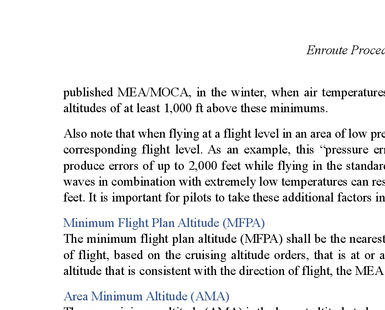 Enroute Proced
published MEA/MOCA, in the winter, when air temperatures
altitudes of at least 1,000 ft above these minimums.
Also note that when flying at a flight level in an area of low pre
corresponding flight level. As an example, this “pressure err
produce errors of up to 2,000 feet while flying in the standard
waves in combination with extremely low temperatures can res
feet. It is important for pilots to take these additional factors in
Minimum Flight Plan Altitude (MFPA)
The minimum flight plan altitude (MFPA) shall be the nearest
of flight, based on the cruising altitude orders, that is at or a
altitude that is consistent with the direction of flight, the MEA
Area Minimum Altitude (AMA)